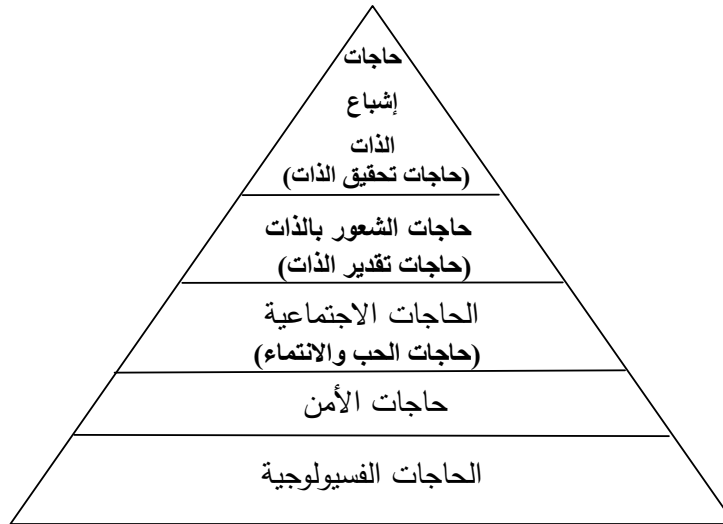 حاجات
إشباع
الذات
(حاجات تحقيق الذات)
حاجات الشعور بالذات
(حاجات تقدير الذات)
الحاجات الاجتماعية
(حاجات الحب والانتماء)
حاجات الأمن
الحاجات الفسيولوجية